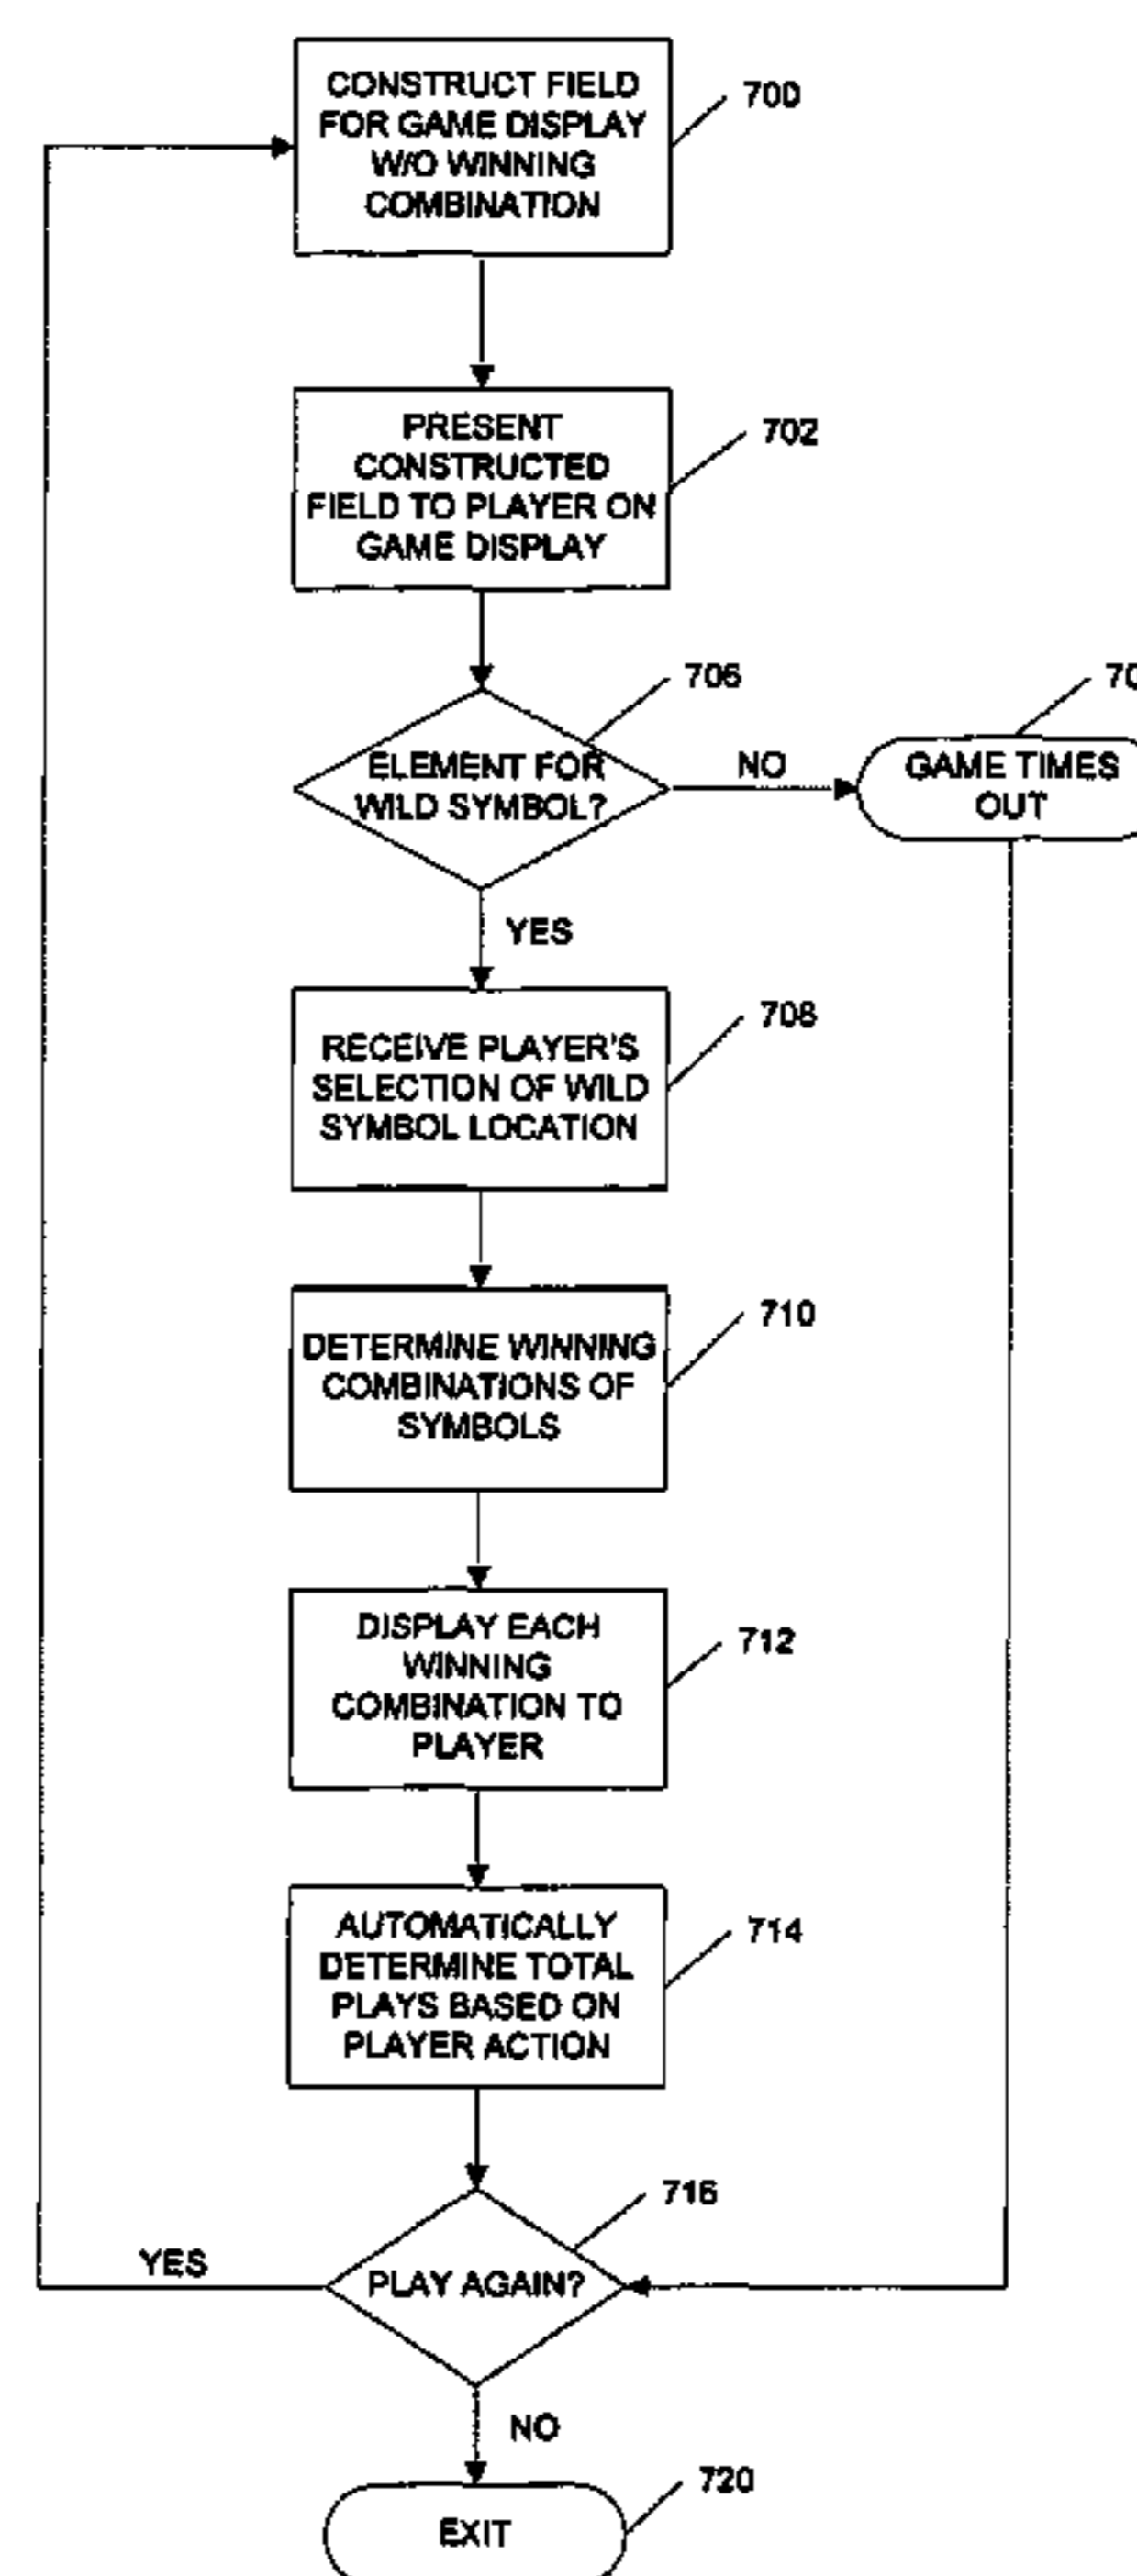 CONSTRUCT FIELD
FOR GAME DISPLAY
W/O WINNING
COMBINATION
700
PRESENT
CONSTRUCTED
FIELD TO PLAYER ON
GAME DISPLAY
702
706
ELEMENT FOR
WILD SYMBOL?
NO
GAME TIMES
OUT
YES
RECEIVE PLAYER'S
SELECTION OF WILD
SYMBOL LOCATION
708
DETERMINE WINNING
COMBINATIONS OF
SYMBOLS
710
DISPLAY EACH
WINNING
COMBINATION TO
PLAYER
712
AUTOMATICALLY
DETERMINE TOTAL
PLAYS BASED ON
PLAYER ACTION
714
716
YES
PLAY AGAIN?
NO
720
EXIT